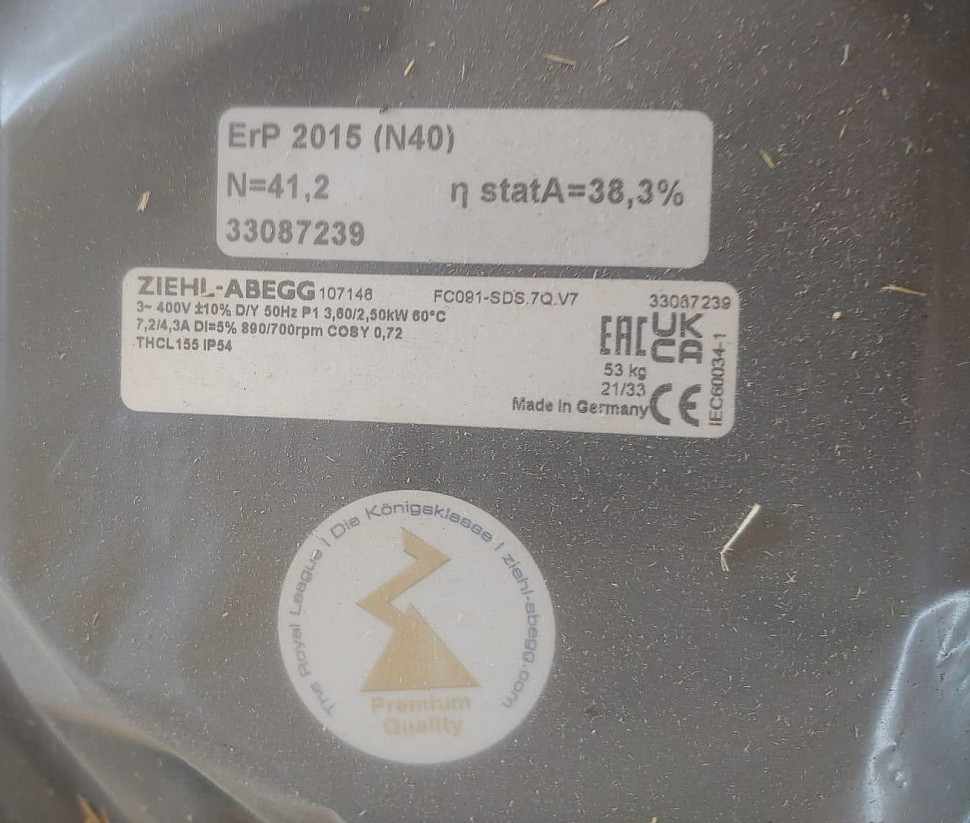 ErP 2015 (N40)
N=41,2 η statA=38,3%
33087239
ZIEHL-ABEGG 107146 FC091-SDS.7Q.V7 33087239
3~ 400V ±10% D/Y 50Hz P1 3,60/2,50kW 60°C
7,2/4,3A DI=5% 890/700rpm COSY 0,72
THCL155 IP54
EAC UK CA
53 kg
21/33
Made in Germany CE
IEC60034-1
The Royal League | Die Königsklasse | ziehl-abegg.com
Premium
Quality